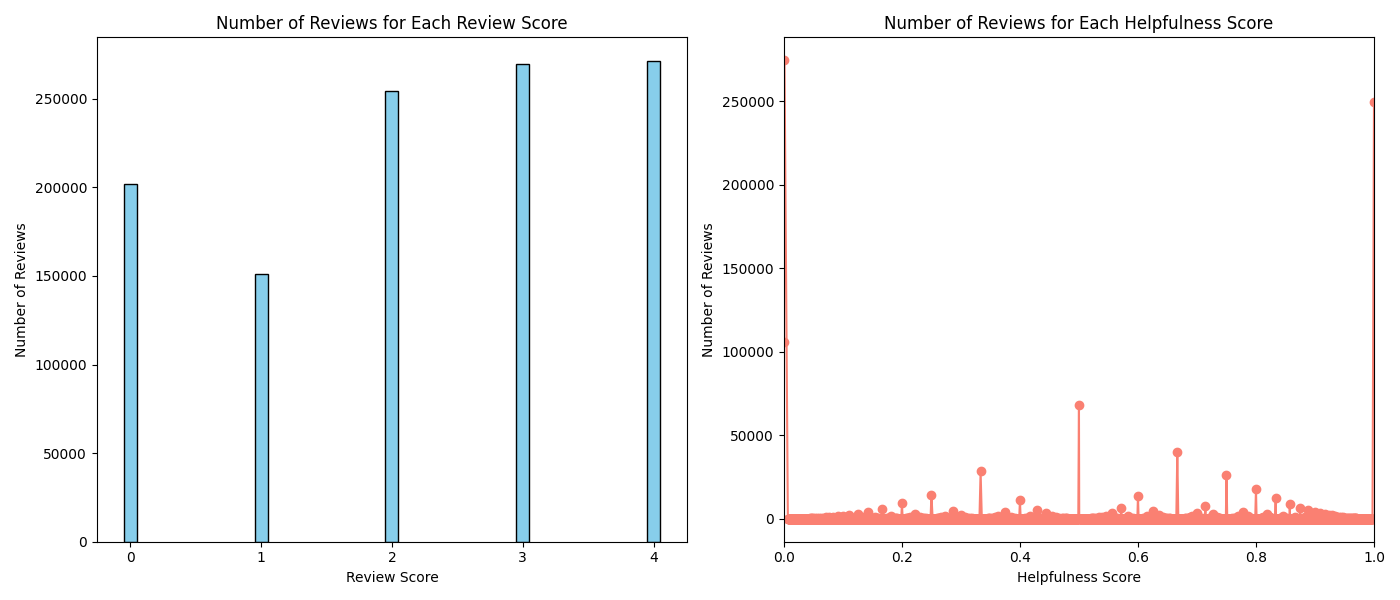 Number of Reviews for Each Review Score
Number of Reviews
250000
200000
150000
100000
50000
0
0 1 2 3 4
Review Score
Number of Reviews for Each Helpfulness Score
Number of Reviews
250000
200000
150000
100000
50000
0
0.0 0.2 0.4 0.6 0.8 1.0
Helpfulness Score